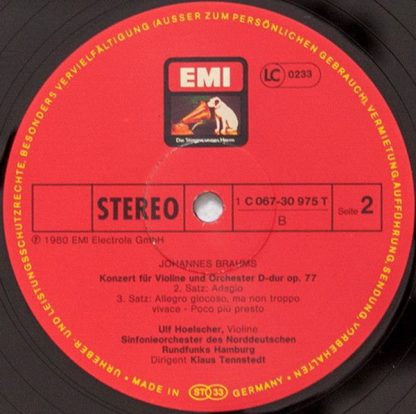 URHEBER- UND LEISTUNGSSCHUTZRECHTE, BESONDERS VERVIELFÄLTIGUNG (AUSSER ZUM PERSÖNLICHEN GEBRAUCH), VERMIETUNG, AUFFÜHRUNG, SENDUNG, VORBEHALTEN •
EMI
LC 0233
Die Stimme seines Herrn
STEREO
1 C 067-30 975 T
B
Seite 2
℗ 1980 EMI Electrola GmbH
JOHANNES BRAHMS
Konzert für Violine und Orchester D-dur op. 77
2. Satz: Adagio
3. Satz: Allegro giocoso, ma non troppo
vivace - Poco più presto
Ulf Hoelscher, Violine
Sinfonieorchester des Norddeutschen
Rundfunks Hamburg
Dirigent Klaus Tennstedt
MADE IN ST 33 GERMANY •